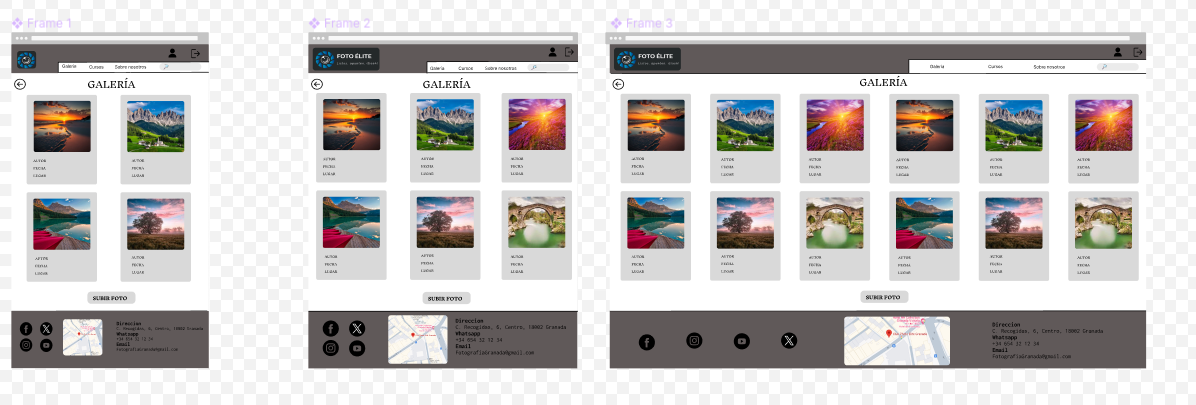 Frame 1
Galeria Cursos Sobre nosotros
GALERÍA
AUTOR
FECHA
LUGAR
AUTOR
FECHA
LUGAR
AUTOR
FECHA
LUGAR
AUTOR
FECHA
LUGAR
SUBIR FOTO
Direccion
C. Recogidas, 6, Centro, 18002 Granada
Whatsapp
+34 654 32 12 34
Email
Fotografiagranada@gmail.com
Frame 2
FOTO ÉLITE
Galeria Cursos Sobre nosotros
GALERÍA
AUTOR
FECHA
LUGAR
AUTOR
FECHA
LUGAR
AUTOR
FECHA
LUGAR
AUTOR
FECHA
LUGAR
AUTOR
FECHA
LUGAR
AUTOR
FECHA
LUGAR
SUBIR FOTO
Direccion
C. Recogidas, 6, Centro, 18002 Granada
Whatsapp
+34 654 32 12 34
Email
Fotografiagranada@gmail.com
Frame 3
FOTO ÉLITE
Galeria Cursos Sobre nosotros
GALERÍA
AUTOR
FECHA
LUGAR
AUTOR
FECHA
LUGAR
AUTOR
FECHA
LUGAR
AUTOR
FECHA
LUGAR
AUTOR
FECHA
LUGAR
AUTOR
FECHA
LUGAR
AUTOR
FECHA
LUGAR
AUTOR
FECHA
LUGAR
AUTOR
FECHA
LUGAR
AUTOR
FECHA
LUGAR
AUTOR
FECHA
LUGAR
AUTOR
FECHA
LUGAR
SUBIR FOTO
Direccion
C. Recogidas, 6, Centro, 18002 Granada
Whatsapp
+34 654 32 12 34
Email
Fotografiagranada@gmail.com